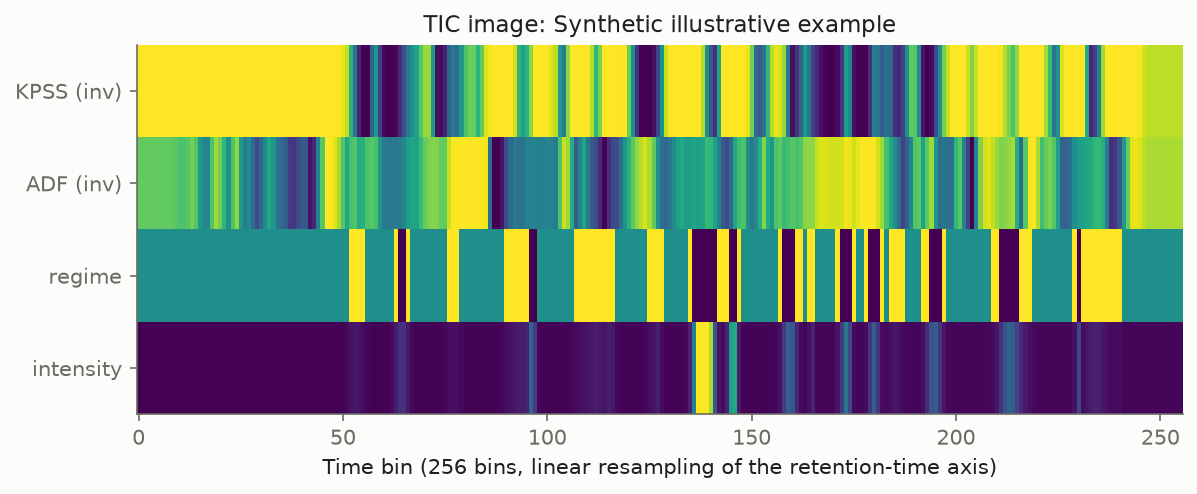 TIC image: Synthetic illustrative example
KPSS (inv)
ADF (inv)
regime
intensity
0 50 100 150 200 250
Time bin (256 bins, linear resampling of the retention-time axis)